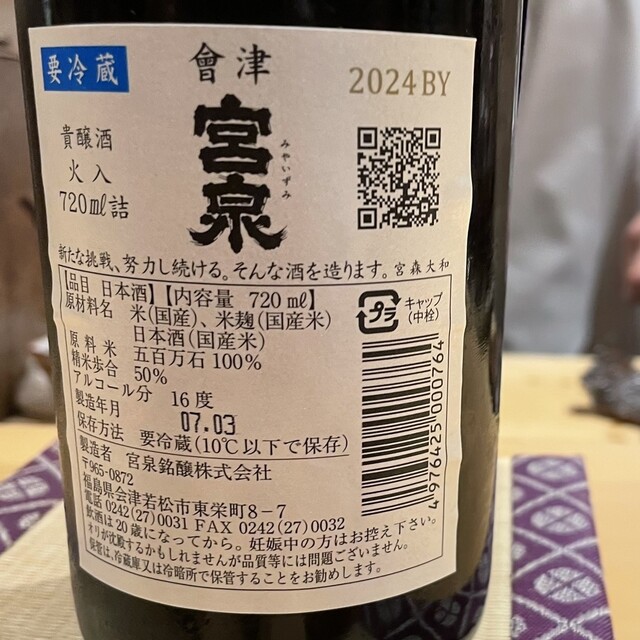 要冷蔵
會津
2024BY
貴醸酒
火入
720ml詰
宮泉
みやいずみ
新たな挑戦、努力し続ける。そんな酒を造ります。宮森大和
【品目 日本酒】【内容量 720ml】
原材料名 米(国産)、米麹(国産米)
日本酒(国産米)
原料米 五百万石100%
精米歩合 50%
アルコール分 16度
製造年月 07.03
保存方法 要冷蔵(10℃以下で保存)
製造者 宮泉銘醸株式会社
〒965-0872
福島県会津若松市東栄町8-7
電話 0242(27)0031 FAX 0242(27)0032
飲酒は20歳になってから。妊娠中の方はお控え下さい。
オリが沈殿するかもしれませんが品質等には問題ございません。
保管は、冷蔵庫又は冷暗所で保管することをお勧めします。
プラ
キャップ
(中栓)
4976425000764